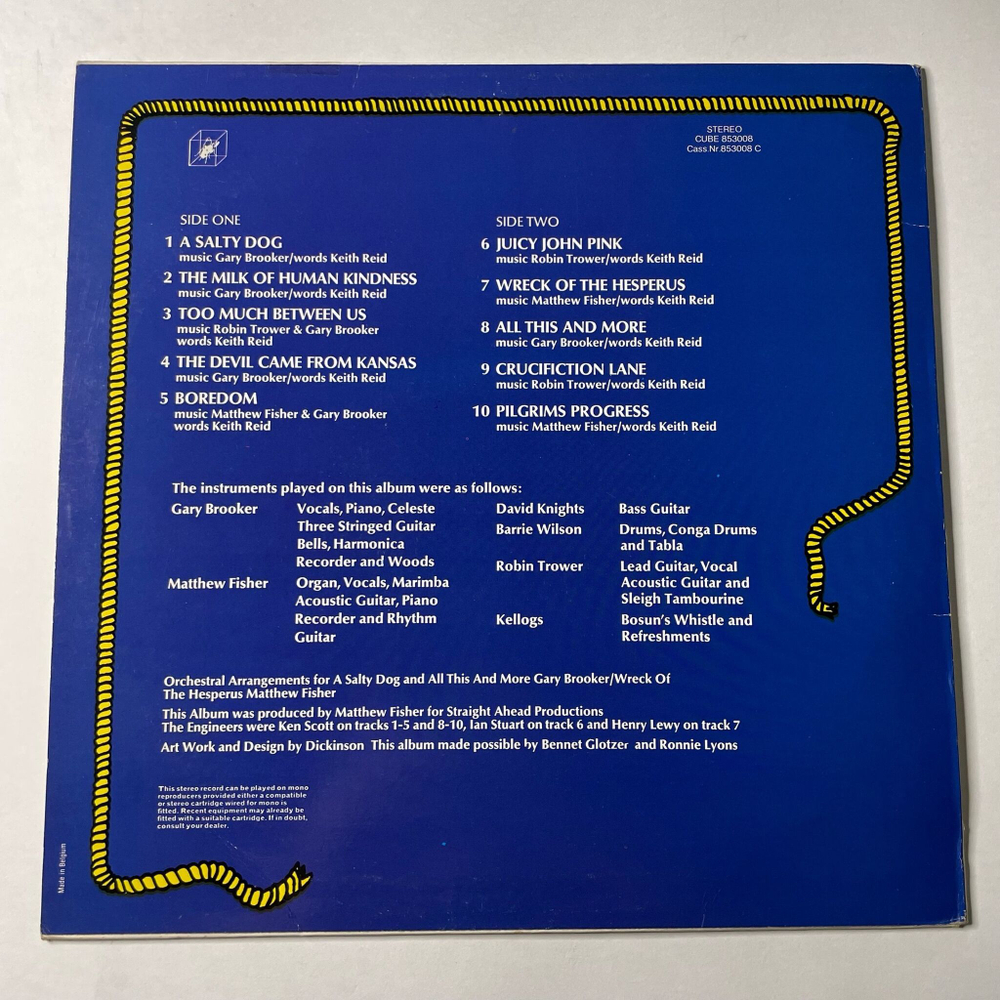 STEREO
CUBE 853008
Cass.Nr.853008 C
SIDE ONE
1 A SALTY DOG
music Gary Brooker/words Keith Reid
2 THE MILK OF HUMAN KINDNESS
music Gary Brooker/words Keith Reid
3 TOO MUCH BETWEEN US
music Robin Trower & Gary Brooker
words Keith Reid
4 THE DEVIL CAME FROM KANSAS
music Gary Brooker/words Keith Reid
5 BOREDOM
music Matthew Fisher & Gary Brooker
words Keith Reid
SIDE TWO
6 JUICY JOHN PINK
music Robin Trower/words Keith Reid
7 WRECK OF THE HESPERUS
music Matthew Fisher/words Keith Reid
8 ALL THIS AND MORE
music Gary Brooker/words Keith Reid
9 CRUCIFICTION LANE
music Robin Trower/words Keith Reid
10 PILGRIMS PROGRESS
music Matthew Fisher/words Keith Reid
The instruments played on this album were as follows:
Gary Brooker Vocals, Piano, Celeste
Three Stringed Guitar
Bells, Harmonica
Recorder and Woods
Matthew Fisher Organ, Vocals, Marimba
Acoustic Guitar, Piano
Recorder and Rhythm
Guitar
David Knights Bass Guitar
Barrie Wilson Drums, Conga Drums
and Tabla
Robin Trower Lead Guitar, Vocal
Acoustic Guitar and
Sleigh Tambourine
Kellogs Bosun's Whistle and
Refreshments
Orchestral Arrangements for A Salty Dog and All This And More Gary Brooker/Wreck Of
The Hesperus Matthew Fisher
This Album was produced by Matthew Fisher for Straight Ahead Productions
The Engineers were Ken Scott on tracks 1-5 and 8-10, Ian Stuart on track 6 and Henry Lewy on track 7
Art Work and Design by Dickinson This album made possible by Bennet Glotzer and Ronnie Lyons
This stereo record can be played on mono
reproducers provided either a compatible
or stereo cartridge wired for mono is
fitted. Recent equipment may already be
fitted with a suitable cartridge. If in doubt,
consult your dealer.
Made in Belgium